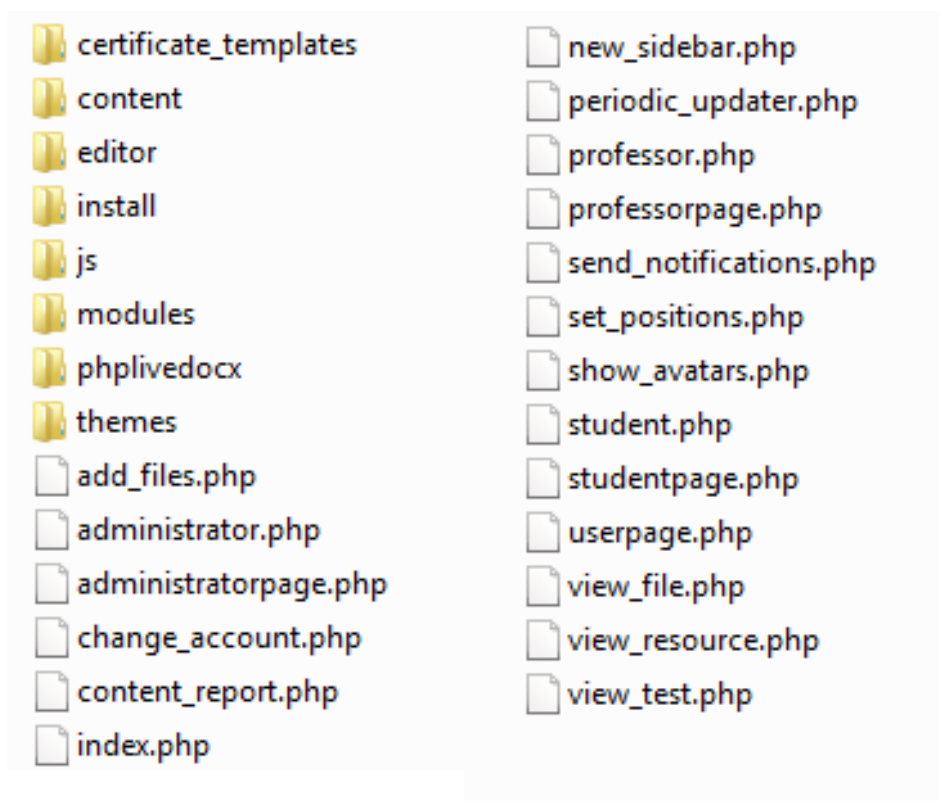 certificate_templates
content
editor
install
js
modules
phplivedocx
themes
add_files.php
administrator.php
administratorpage.php
change_account.php
content_report.php
index.php
new_sidebar.php
periodic_updater.php
professor.php
professorpage.php
send_notifications.php
set_positions.php
show_avatars.php
student.php
studentpage.php
userpage.php
view_file.php
view_resource.php
view_test.php